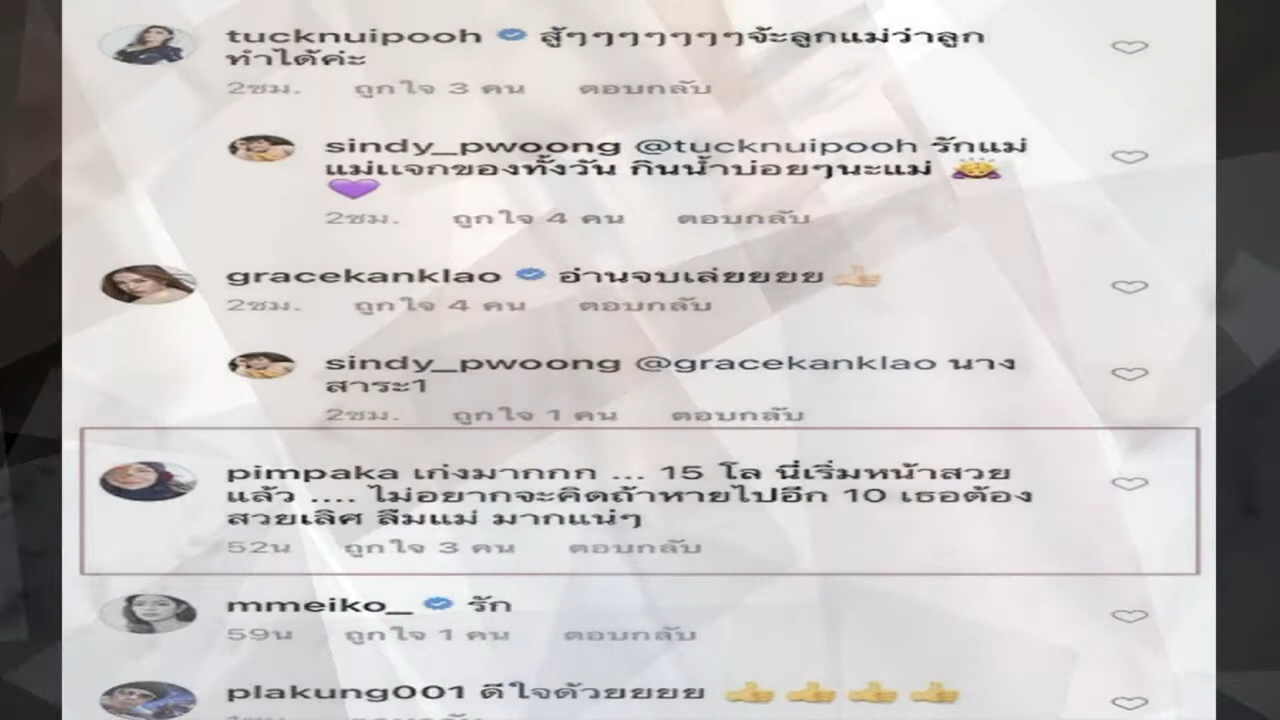 tucknuipooh สู้ๆๆๆๆๆๆๆจ้ะลูกแม่ว่าลูก
ทำได้ค่ะ
2ชม. ถูกใจ 3 คน ตอบกลับ
sindy_pwoong @tucknuipooh รักแม่
แม่แจกของทั้งวัน กินน้ำบ่อยๆนะแม่ 🙇
💜
2ชม. ถูกใจ 4 คน ตอบกลับ
gracekanklao อ่านจบเล่ยยยย 👍🏼
2ชม. ถูกใจ 4 คน ตอบกลับ
sindy_pwoong @gracekanklao นาง
สาระ1
2ชม. ถูกใจ 1 คน ตอบกลับ
pimpaka เก่งมากกก ... 15 โล นี่เริ่มหน้าสวย
แล้ว .... ไม่อยากจะคิดถ้าหายไปอีก 10 เธอต้อง
สวยเลิศ ลืมแม่ มากแน่ๆ
52น ถูกใจ 3 คน ตอบกลับ
mmeiko_ รัก
59น ถูกใจ 1 คน ตอบกลับ
plakung001 ดีใจด้วยยยย 👍👍👍👍